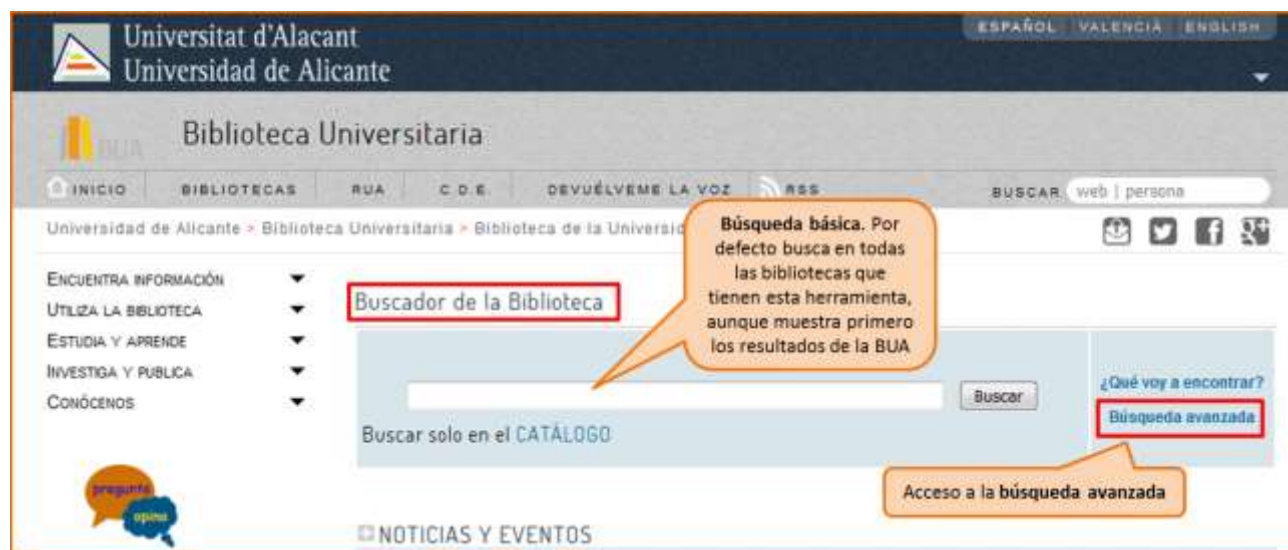 Universitat d'Alacant
Universidad de Alicante
ESPAÑOL VALENCIÀ ENGLISH
BUA
Biblioteca Universitaria
INICIO BIBLIOTECAS RUA C.D.E. DEVUÉLVEME LA VOZ RSS
BUSCAR web | persona
Universidad de Alicante > Biblioteca Universitaria > Biblioteca de la
ENCUENTRA INFORMACIÓN
UTILIZA LA BIBLIOTECA
ESTUDIA Y APRENDE
INVESTIGA Y PUBLICA
CONÓCENOS
pregunta
opina
Buscador de la Biblioteca
Búsqueda básica. Por
defecto busca en todas
las bibliotecas que
tienen esta herramienta,
aunque muestra primero
los resultados de la BUA
Buscar
Buscar solo en el CATÁLOGO
¿Qué voy a encontrar?
Búsqueda avanzada
Acceso a la búsqueda avanzada
NOTICIAS Y EVENTOS